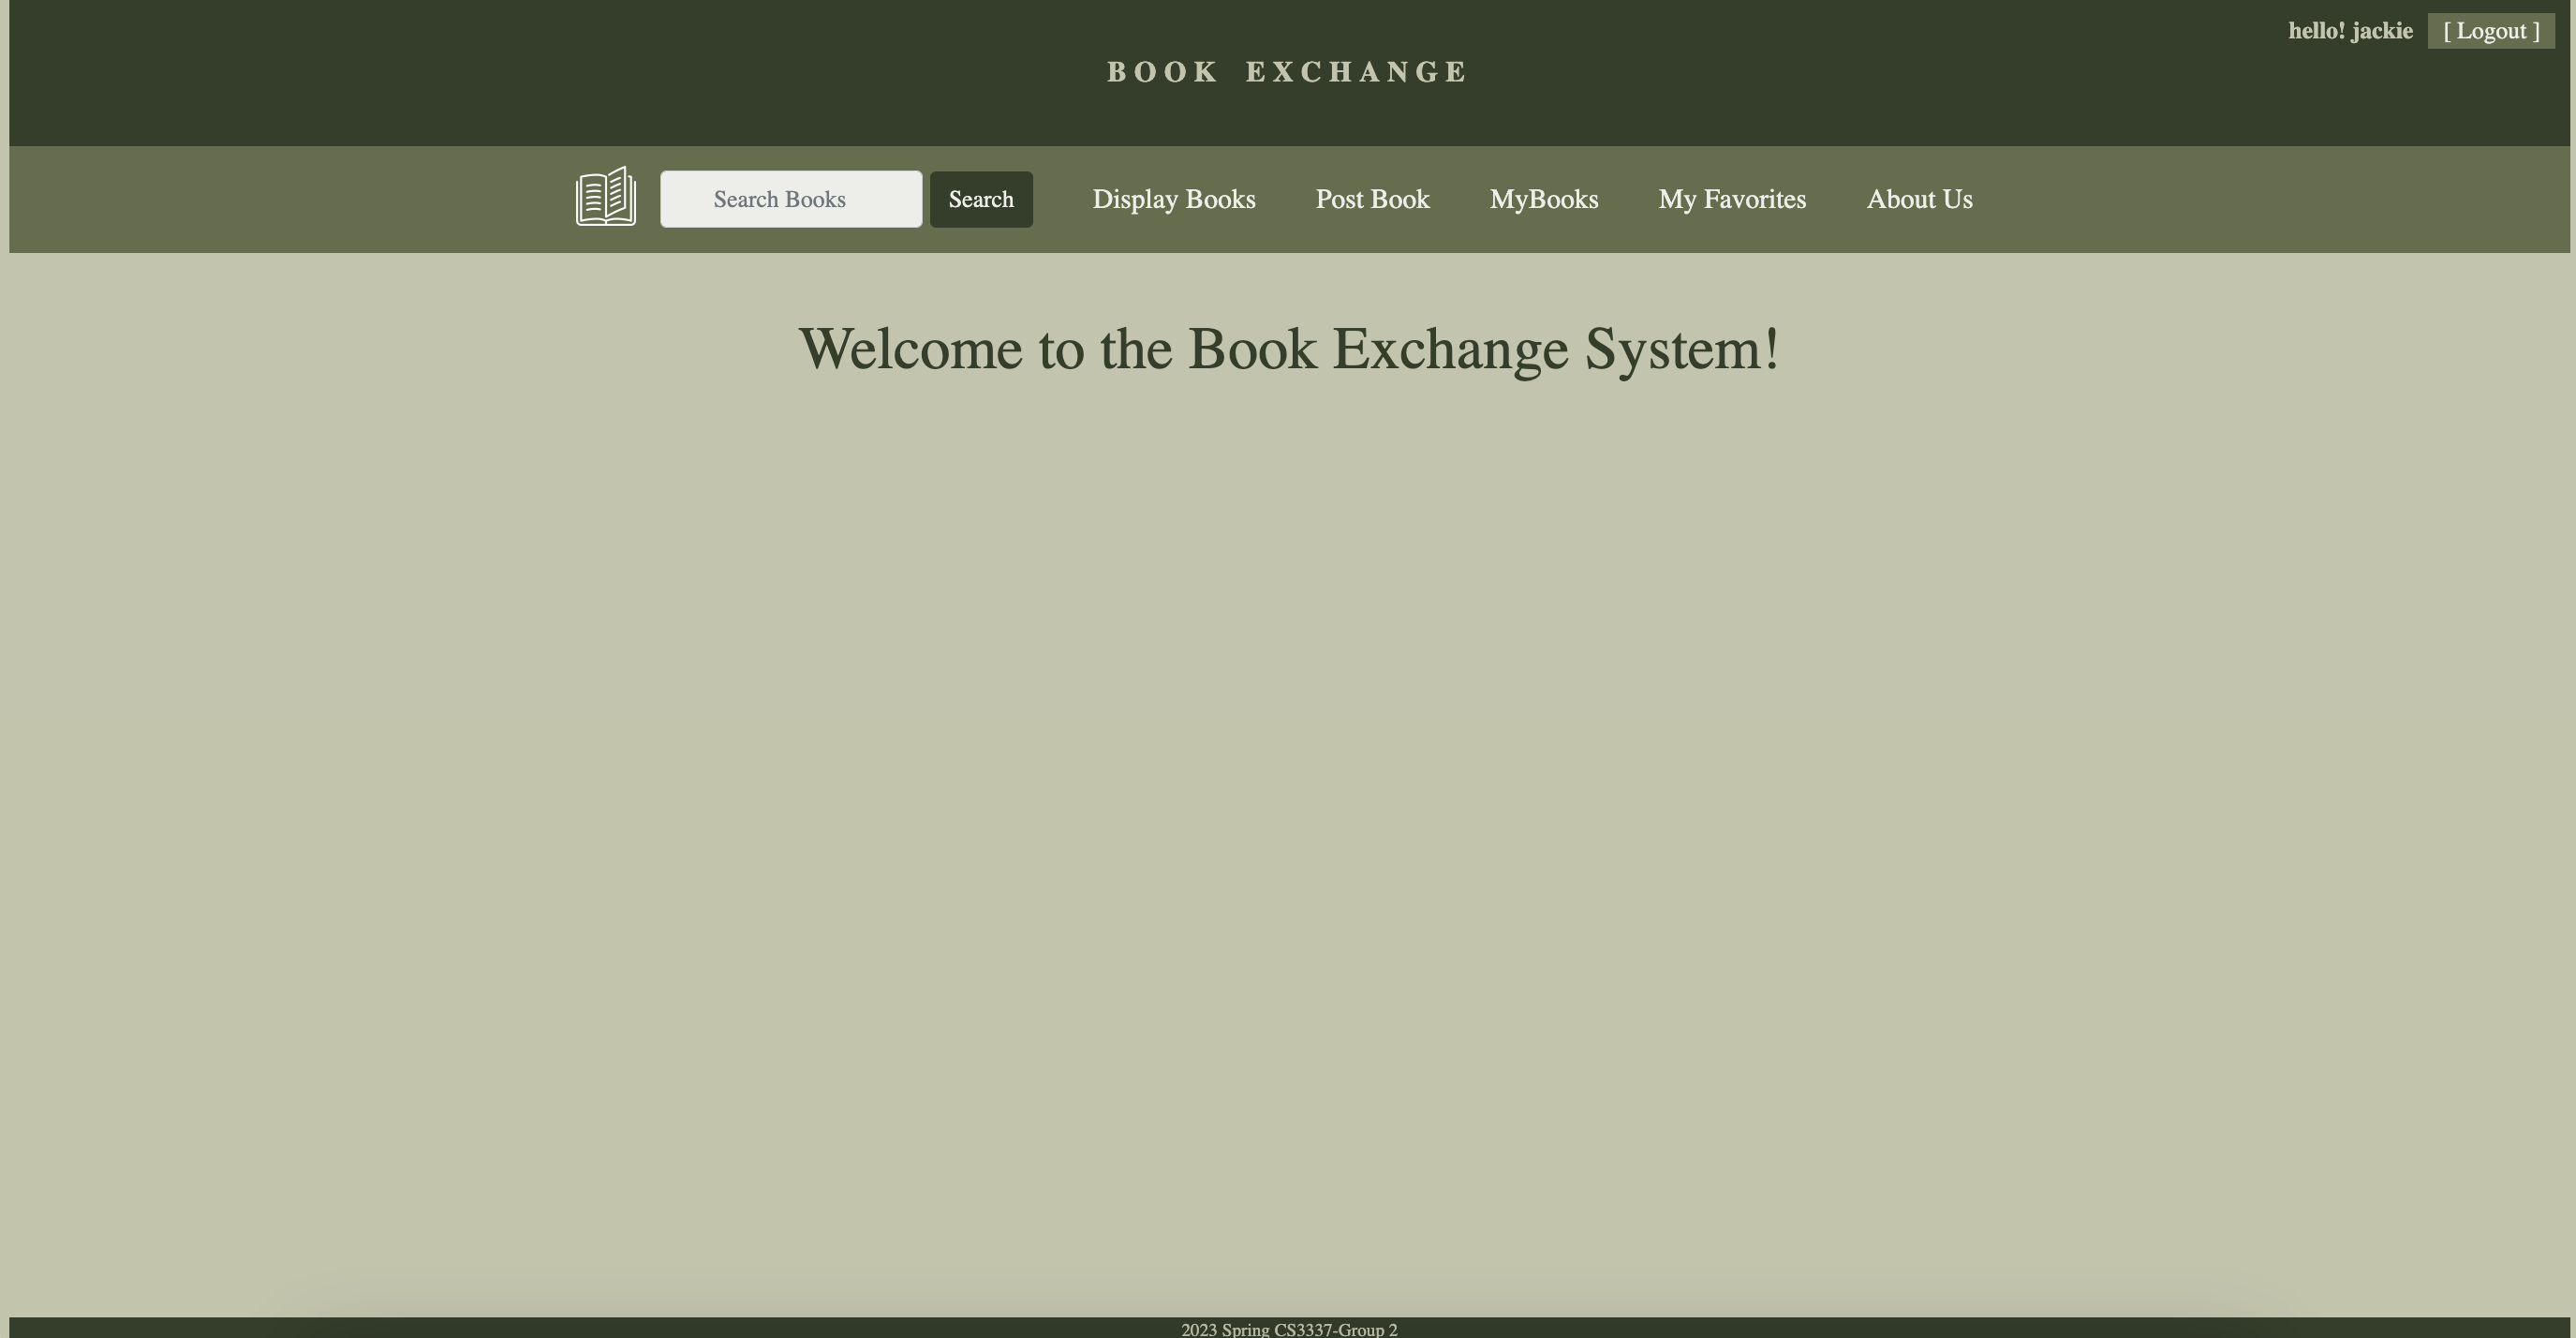 hello! jackie [ Logout ]
BOOK EXCHANGE
Search Books Search Display Books Post Book MyBooks My Favorites About Us
Welcome to the Book Exchange System!
2023 Spring CS3337-Group 2